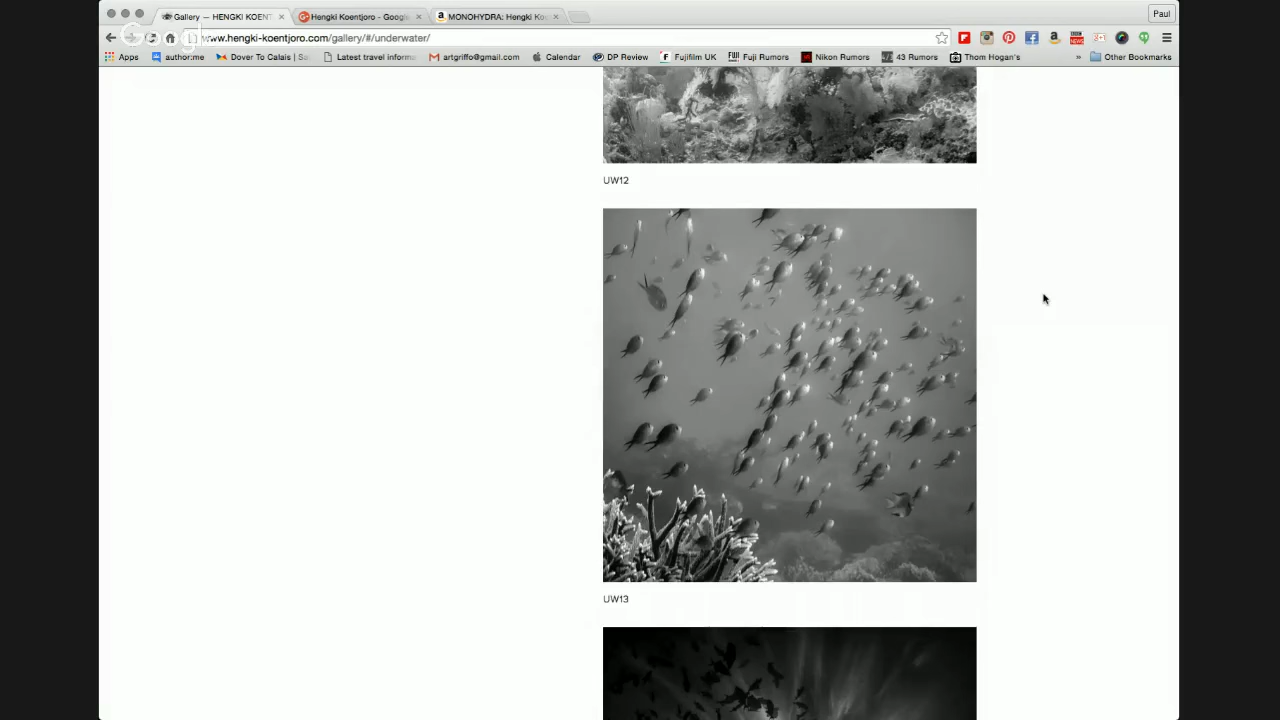 Gallery — HENGKI KOENT
Hengki Koentjoro - Googl
MONOHYDRA: Hengki Ko
Paul
www.hengki-koentjoro.com/gallery/#/underwater/
Apps
author:me
Dover To Calais | Sa
Latest travel inform
artgriffo@gmail.com
Calendar
DP Review
Fujifilm UK
Fuji Rumors
Nikon Rumors
43 Rumors
Thom Hogan's
»
Other Bookmarks
UW12
UW13